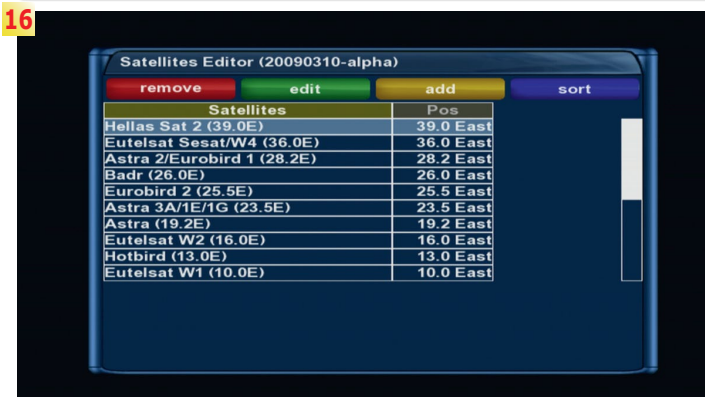 16
Satellites Editor (20090310-alpha)
remove edit add sort
Satellites Pos
Hellas Sat 2 (39.0E) 39.0 East
Eutelsat Sesat/W4 (36.0E) 36.0 East
Astra 2/Eurobird 1 (28.2E) 28.2 East
Badr (26.0E) 26.0 East
Eurobird 2 (25.5E) 25.5 East
Astra 3A/1E/1G (23.5E) 23.5 East
Astra (19.2E) 19.2 East
Eutelsat W2 (16.0E) 16.0 East
Hotbird (13.0E) 13.0 East
Eutelsat W1 (10.0E) 10.0 East